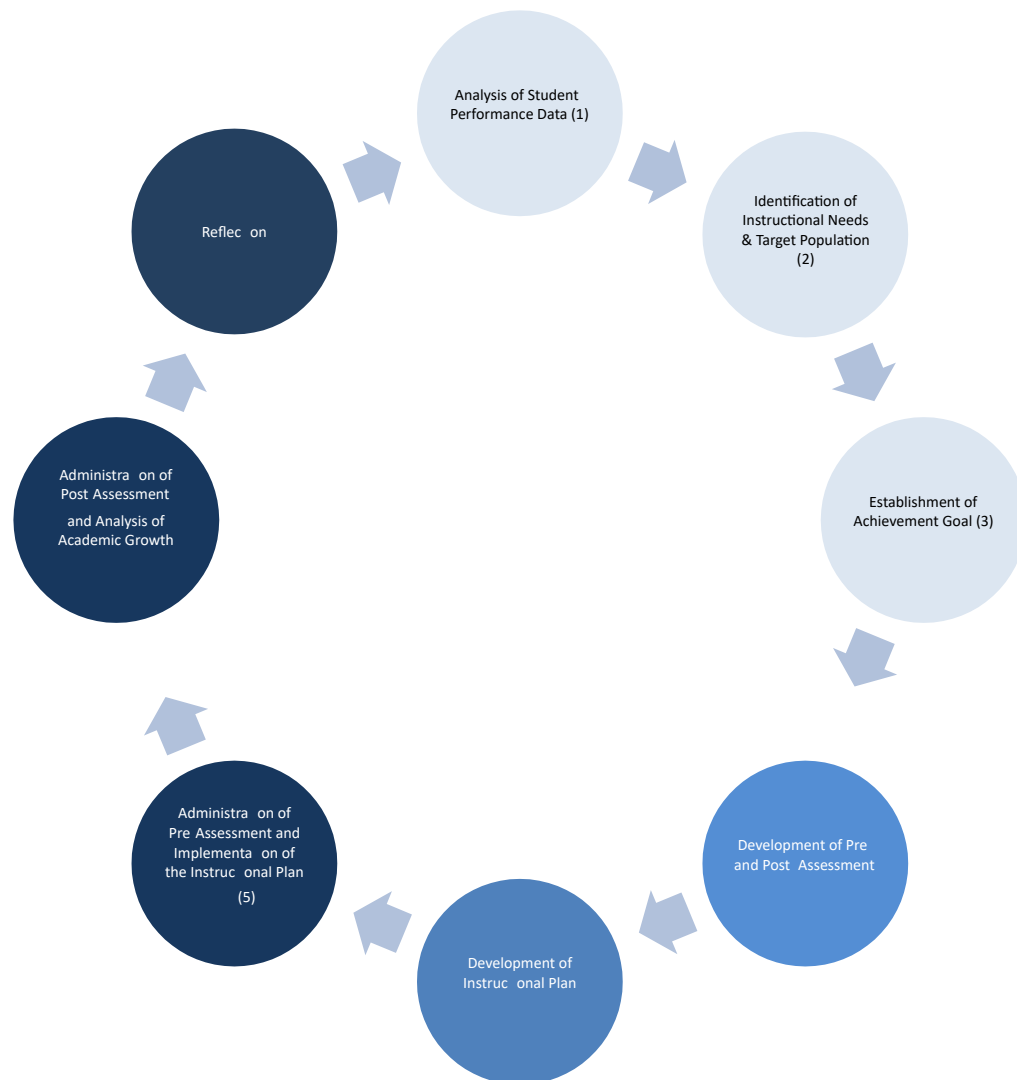 Analysis of Student
Performance Data (1)
Identification of
Instructional Needs
& Target Population
(2)
Establishment of
Achievement Goal (3)
Development of Pre
and Post Assessment
Development of
Instruc onal Plan
Administra on of
Pre Assessment and
Implementa on of
the Instruc onal Plan
(5)
Administra on of
Post Assessment
and Analysis of
Academic Growth
Reflec on